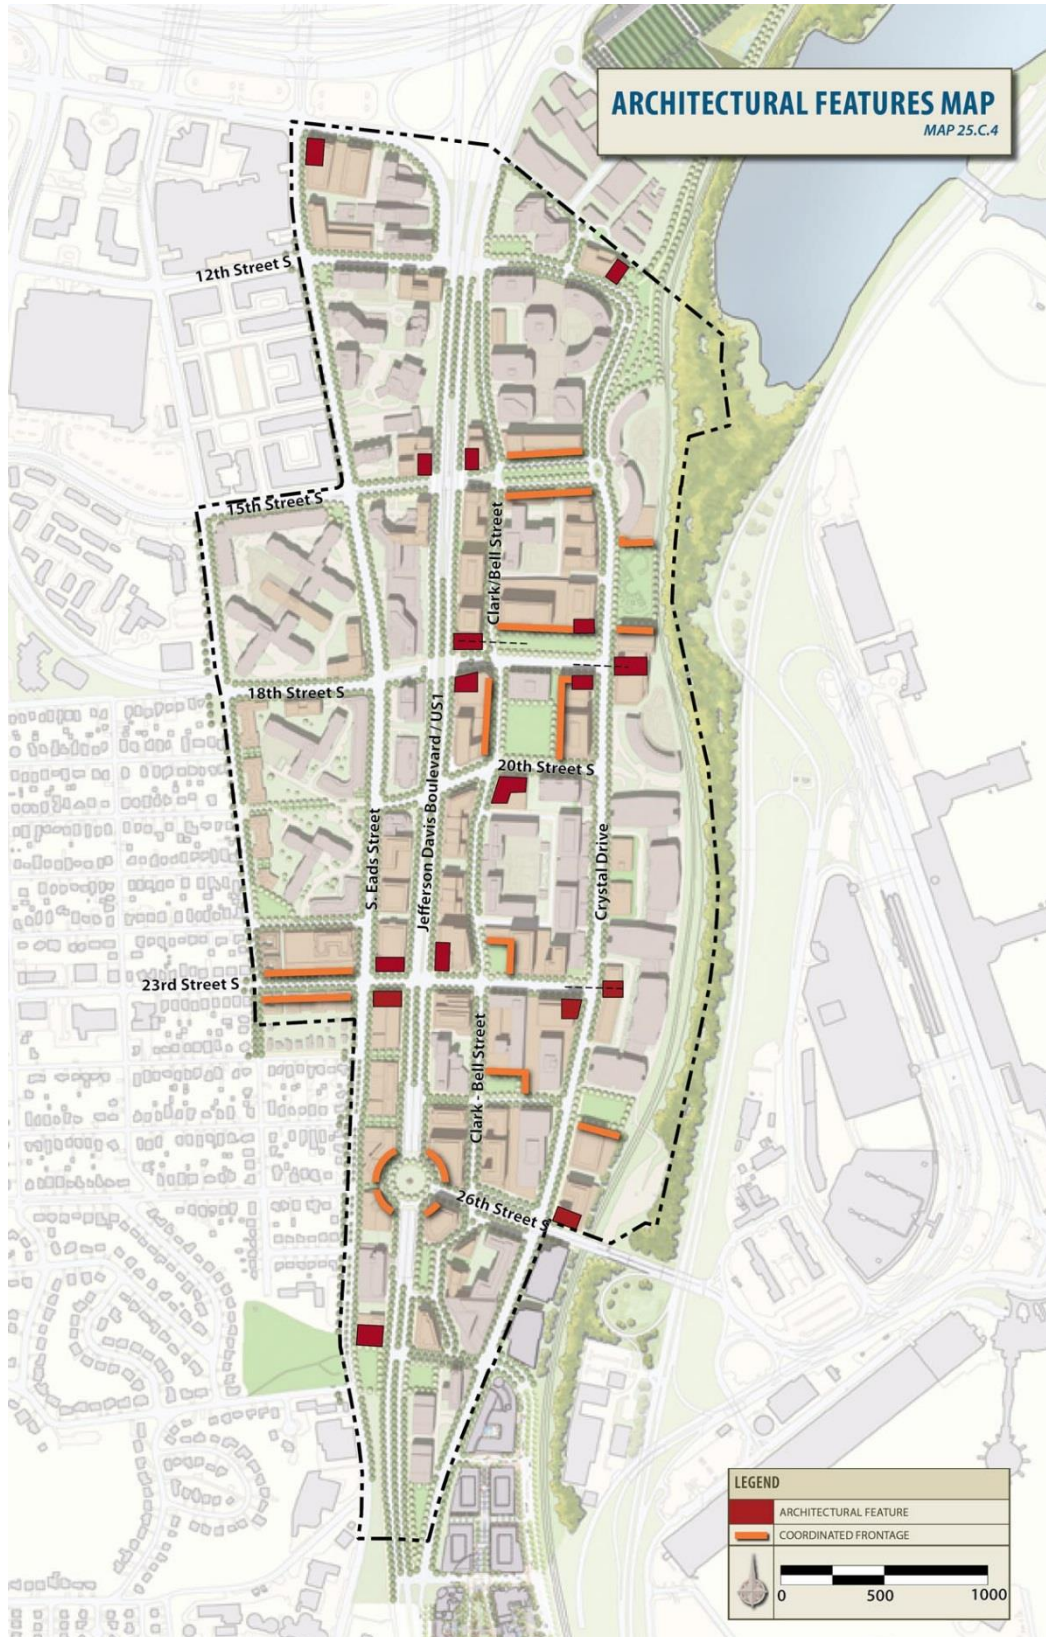 ARCHITECTURAL FEATURES MAP
MAP 25.C.4
12th Street S
15th Street S
Clark/Bell Street
18th Street S
Jefferson Davis Boulevard / US1
20th Street S
S. Eads Street
Crystal Drive
23rd Street S
Clark - Bell Street
26th Street S
LEGEND
ARCHITECTURAL FEATURE
COORDINATED FRONTAGE
0 500 1000